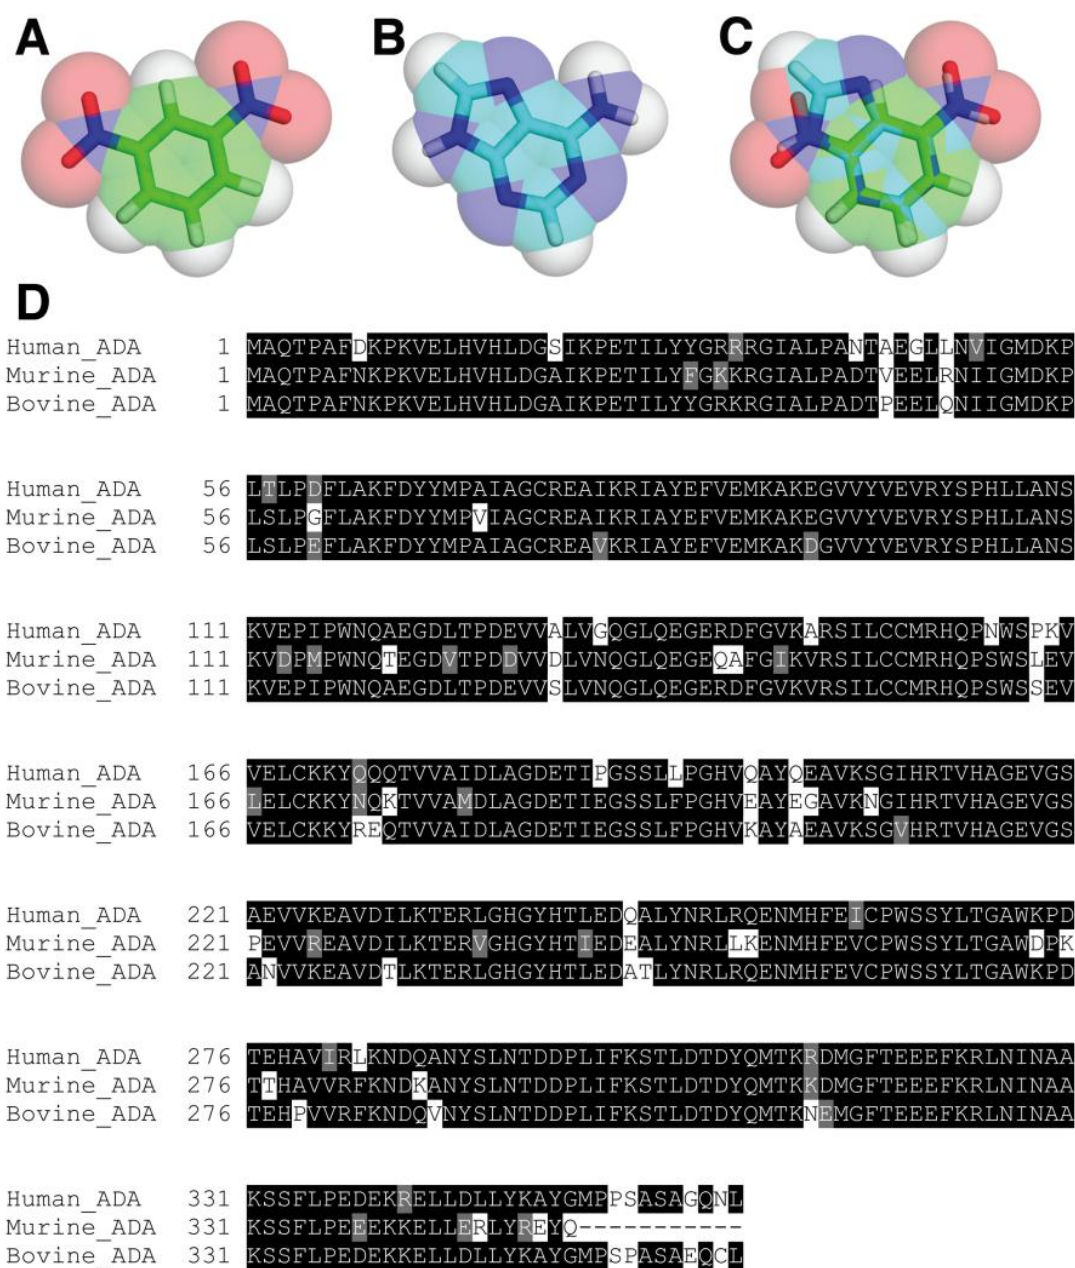 A B C
D
Human_ADA 1 MAQTPAFDKPKVELHVHLDGSIKPETILYYGRRRGIALPANTAEGLLNVIGMDKP
Murine_ADA 1 MAQTPAFNKPKVELHVHLDGAIKPETILYFGKKRGIALPADTVEELRNIIGMDKP
Bovine_ADA 1 MAQTPAFNKPKVELHVHLDGAIKPETILYYGRKRGIALPADTPEELQNIIGMDKP
Human_ADA 56 LTLPDFLAKFDYYMPAIAGCREAIKRIAYEFVEMKAKEGVVYVEVRYSPHLLANS
Murine_ADA 56 LSLPGFLAKFDYYMPVIAGCREAIKRIAYEFVEMKAKEGVVYVEVRYSPHLLANS
Bovine_ADA 56 LSLPEFLAKFDYYMPAIAGCREAVKRIAYEFVEMKAKDGVVYVEVRYSPHLLANS
Human_ADA 111 KVEPIPWNQAEGDLTPDEVVALVGQGLQEGERDFGVKARSILCCMRHQPNWSPKV
Murine_ADA 111 KVDPMPWNQTEGDVTPDDVVDLVNQGLQEGEQAFGIKVRSILCCMRHQPSWSLEV
Bovine_ADA 111 KVEPIPWNQAEGDLTPDEVVSLVNQGLQEGERDFGVKVRSILCCMRHQPSWSSEV
Human_ADA 166 VELCKKYQQQTVVAIDLAGDETIPGSSLLPGHVQAYQEAVKSGIHRTVHAGEVGS
Murine_ADA 166 LELCKKYNQKTVVAMDLAGDETIEGSSLFPGHVEAYEGAVKNGIHRTVHAGEVGS
Bovine_ADA 166 VELCKKYREQTVVAIDLAGDETIEGSSLFPGHVKAYAEAVKSGVHRTVHAGEVGS
Human_ADA 221 AEVVKEAVDILKTERLGHGYHTLEDQALYNRLRQENMHFEICPWSSYLTGAWKPD
Murine_ADA 221 PEVVREAVDILKTERVGHGYHTIEDEALYNRLLKENMHFEVCPWSSYLTGAWDPK
Bovine_ADA 221 ANVVKEAVDTLKTERLGHGYHTLEDATLYNRLRQENMHFEVCPWSSYLTGAWKPD
Human_ADA 276 TEHAVIRLKNDQANYSLNTDDPLIFKSTLDTDYQMTKRDMGFTEEEFKRLNINAA
Murine_ADA 276 TTHAVVRFKNDKANYSLNTDDPLIFKSTLDTDYQMTKKDMGFTEEEFKRLNINAA
Bovine_ADA 276 TEHPVVRFKNDQVNYSLNTDDPLIFKSTLDTDYQMTKNEMGFTEEEFKRLNINAA
Human_ADA 331 KSSFLPEDEKRELLDLLYKAYGMPPSASAGQNL
Murine_ADA 331 KSSFLPEEEKKELLERLYREYQ-----------
Bovine_ADA 331 KSSFLPEDEKKELLDLLYKAYGMPSPASAEQCL